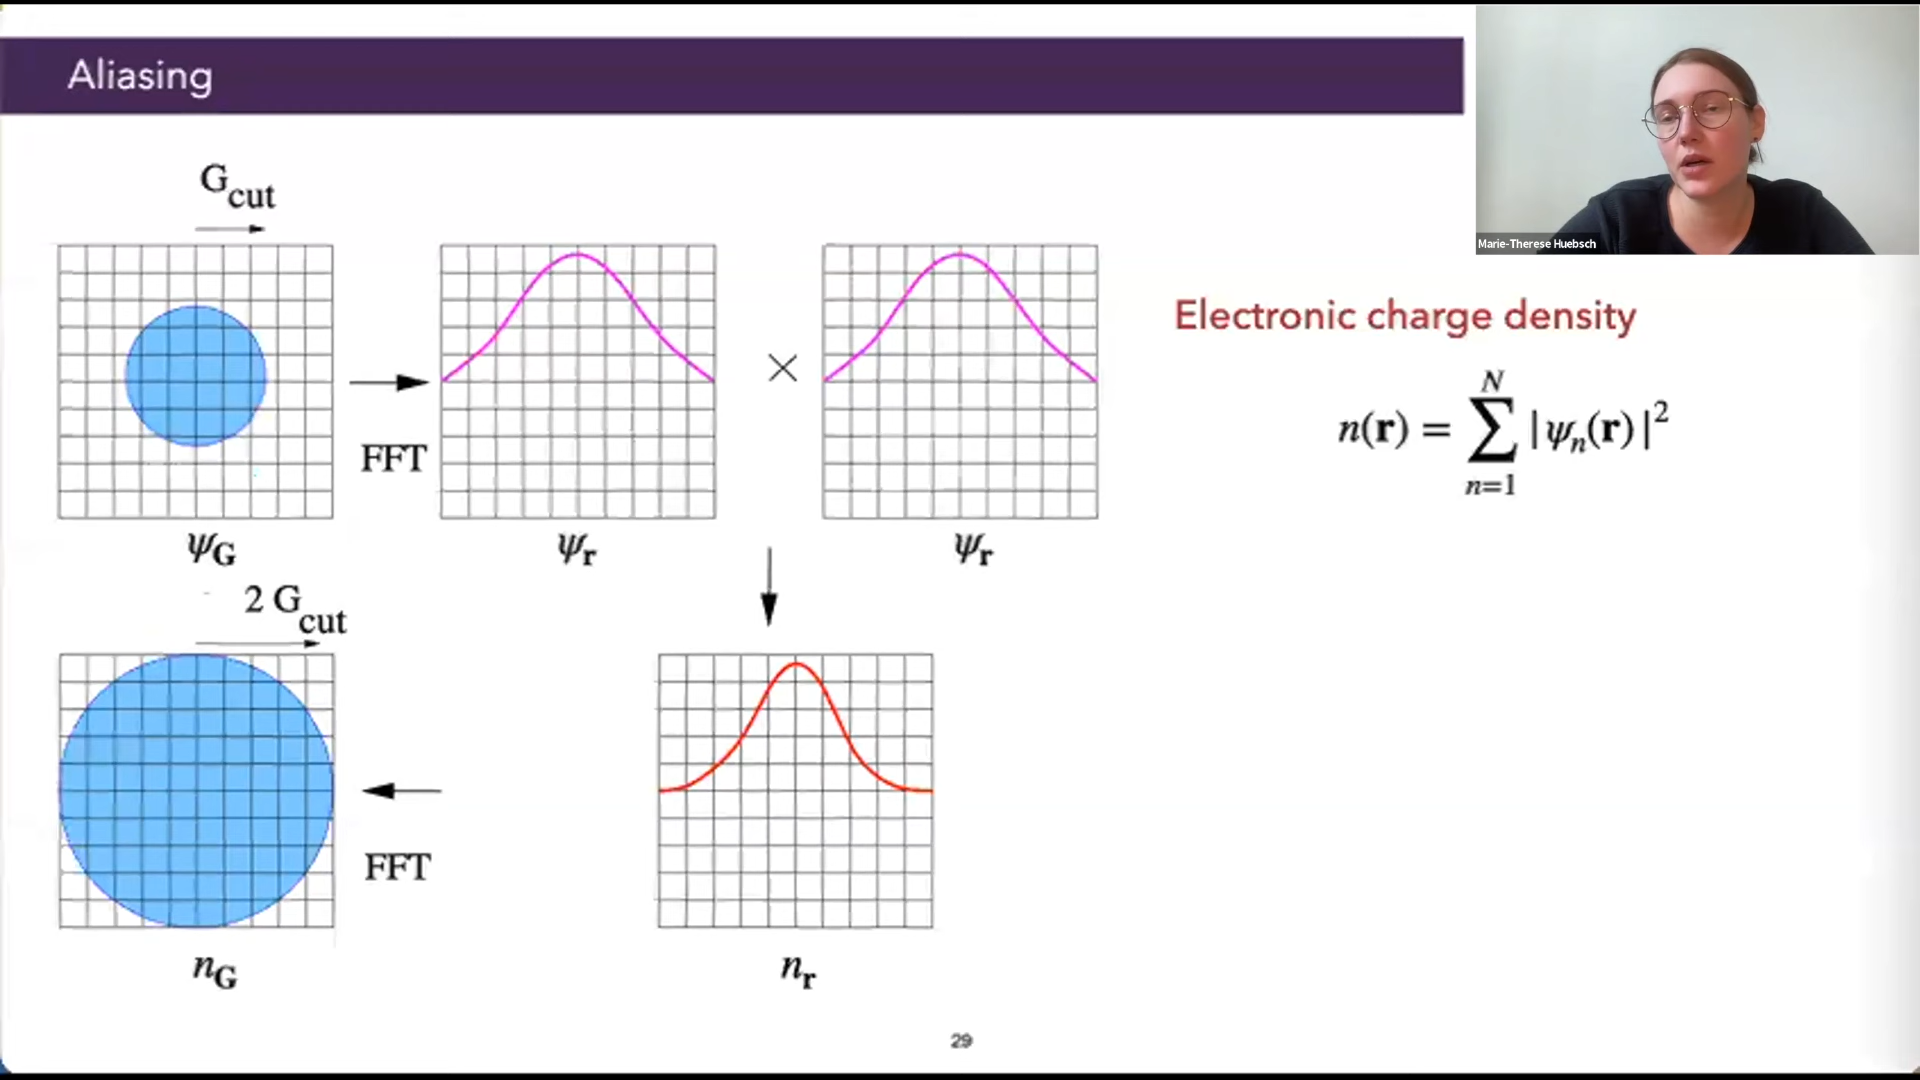 Aliasing
Marie-Therese Huebsch
G_cut
FFT
×
ψ_G
ψ_r
ψ_r
Electronic charge density
n(r) = ∑_{n=1}^{N} |ψ_n(r)|^2
2 G_cut
FFT
n_G
n_r
29